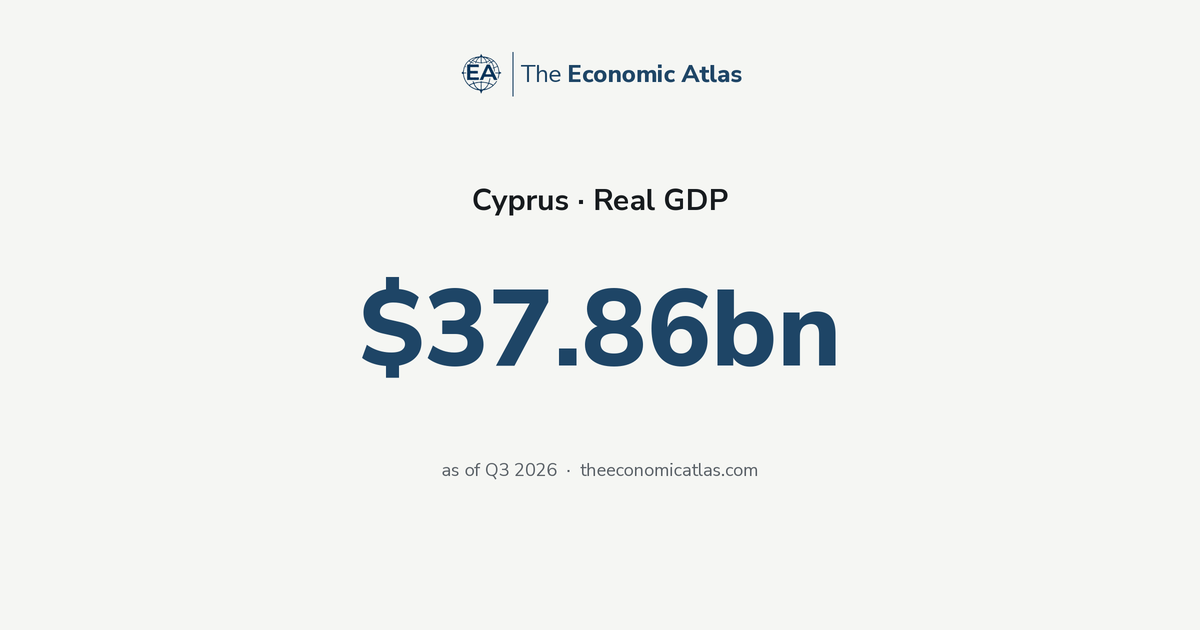 EA The Economic Atlas
Cyprus · Real GDP
$37.86bn
as of Q3 2026 · theeconomicatlas.com